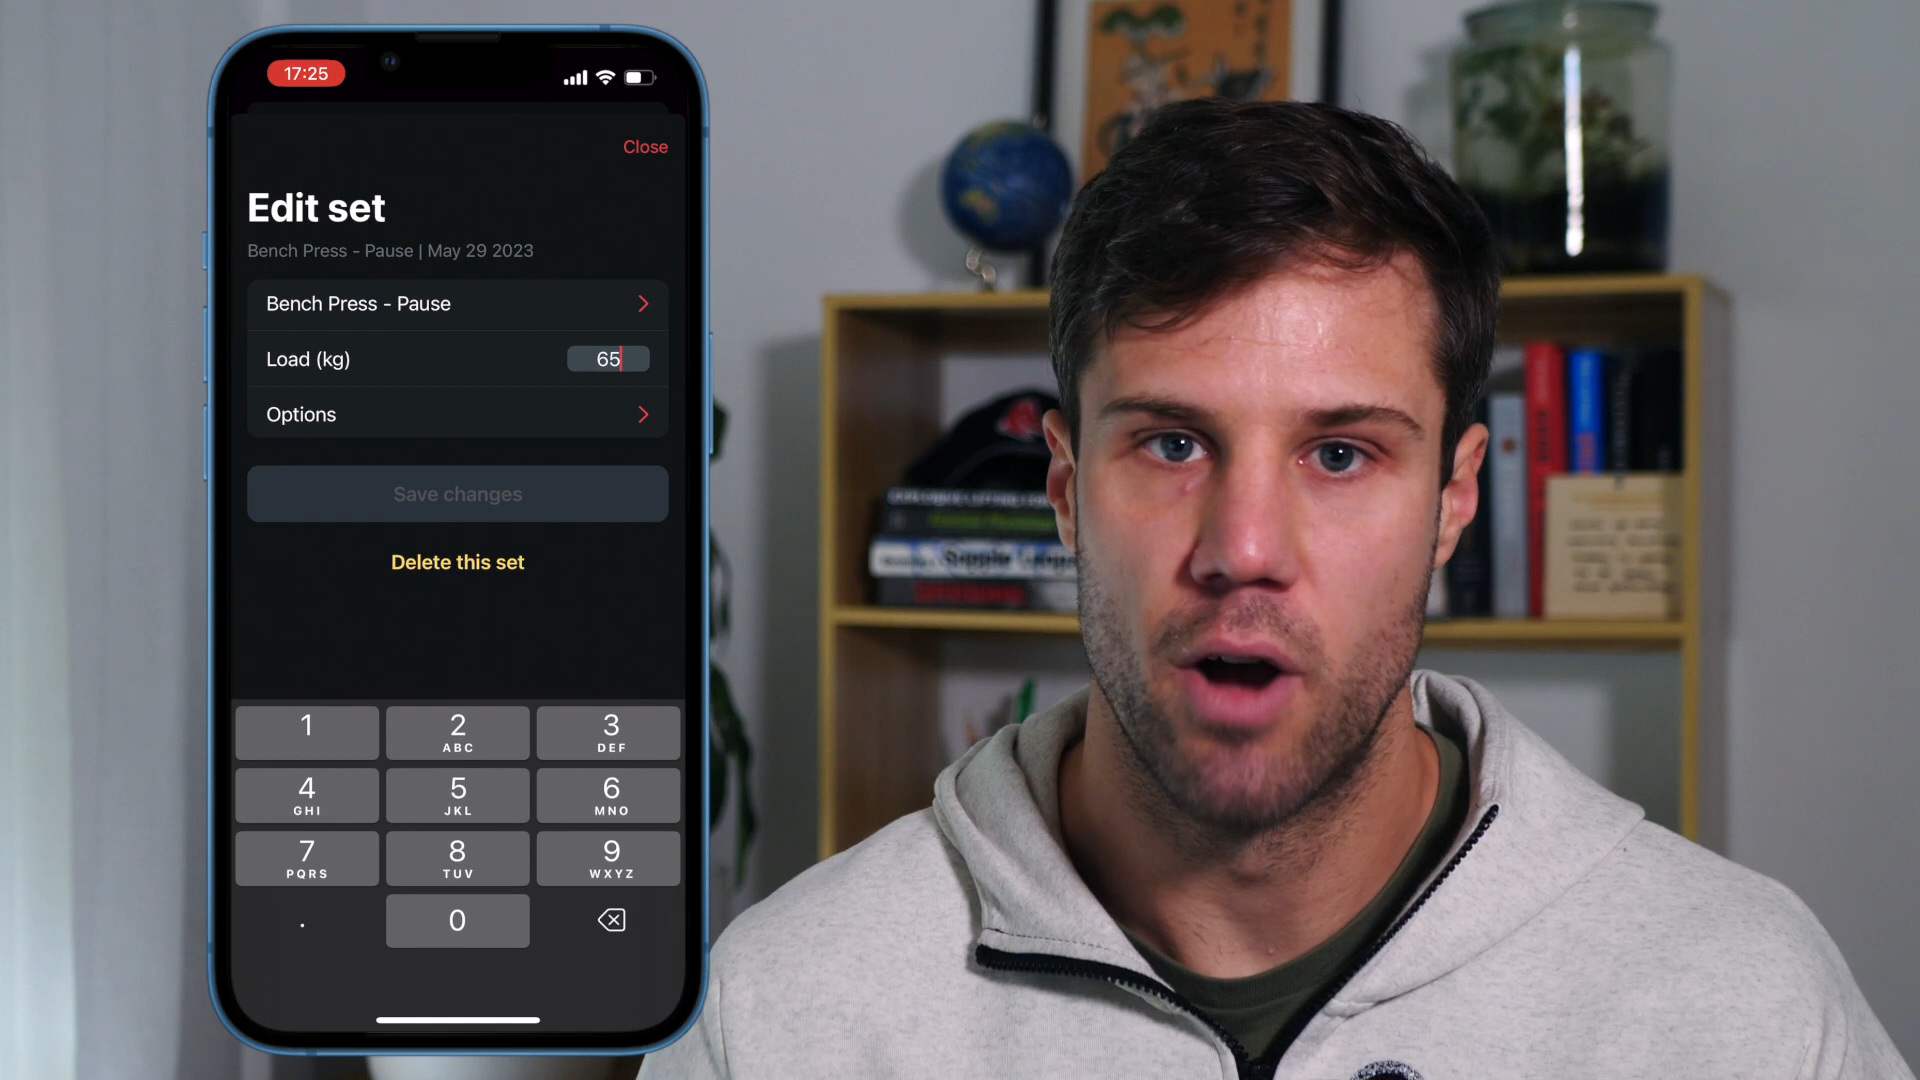 17:25
Close
Edit set
Bench Press - Pause | May 29 2023
Bench Press - Pause
Load (kg)
65
Options
Save changes
Delete this set
1
2
ABC
3
DEF
4
GHI
5
JKL
6
MNO
7
PQRS
8
TUV
9
WXYZ
.
0
Supple